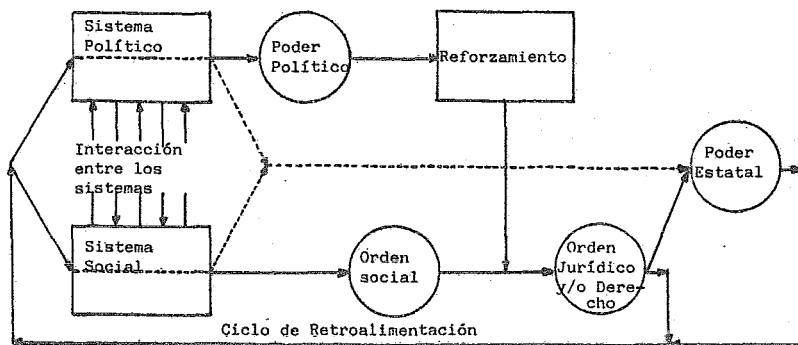 Sistema
Político
Poder
Político
Reforzamiento
Interacción
entre los
sistemas
Poder
Estatal
Sistema
Social
Orden
social
Orden
Jurídico
y/o Dere-
cho
Ciclo de Retroalimentación